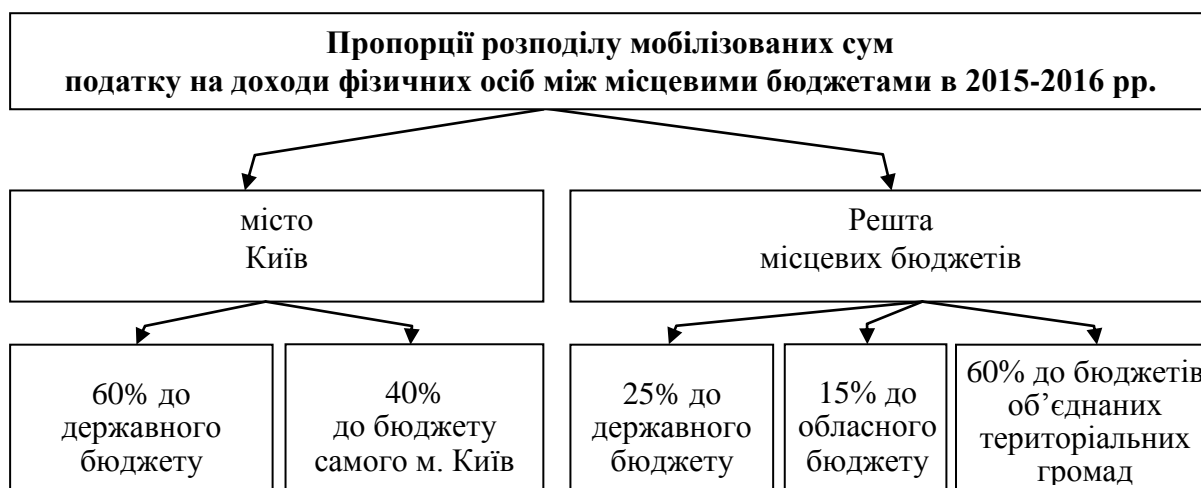 Пропорції розподілу мобілізованих сум
податку на доходи фізичних осіб між місцевими бюджетами в 2015-2016 рр.
місто
Київ
Решта
місцевих бюджетів
60% до
державного
бюджету
40%
до бюджету
самого м. Київ
25% до
державного
бюджету
15% до
обласного
бюджету
60% до бюджетів
об’єднаних
територіальних
громад